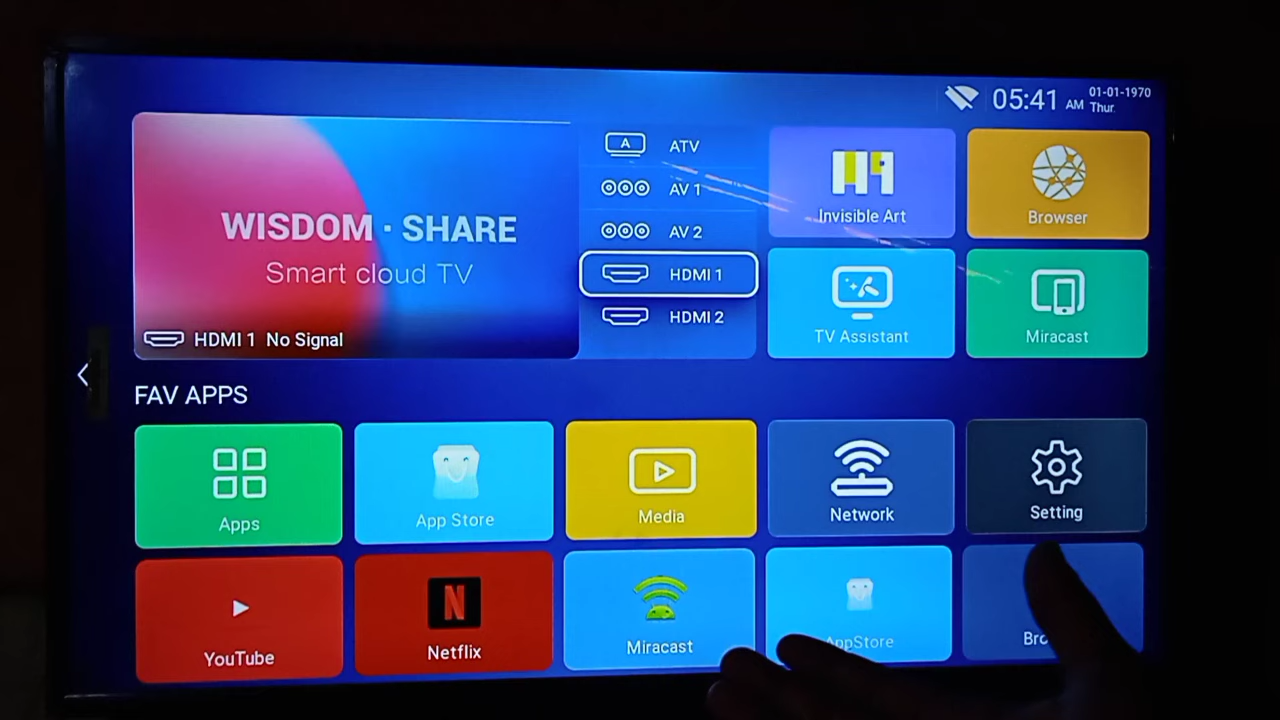 05:41 AM 01-01-1970
Thur.
WISDOM · SHARE
Smart cloud TV
HDMI 1 No Signal
A ATV
AV 1
AV 2
HDMI 1
HDMI 2
Invisible Art
Browser
TV Assistant
Miracast
FAV APPS
Apps
App Store
Media
Network
Setting
YouTube
N
Netflix
Miracast
AppStore